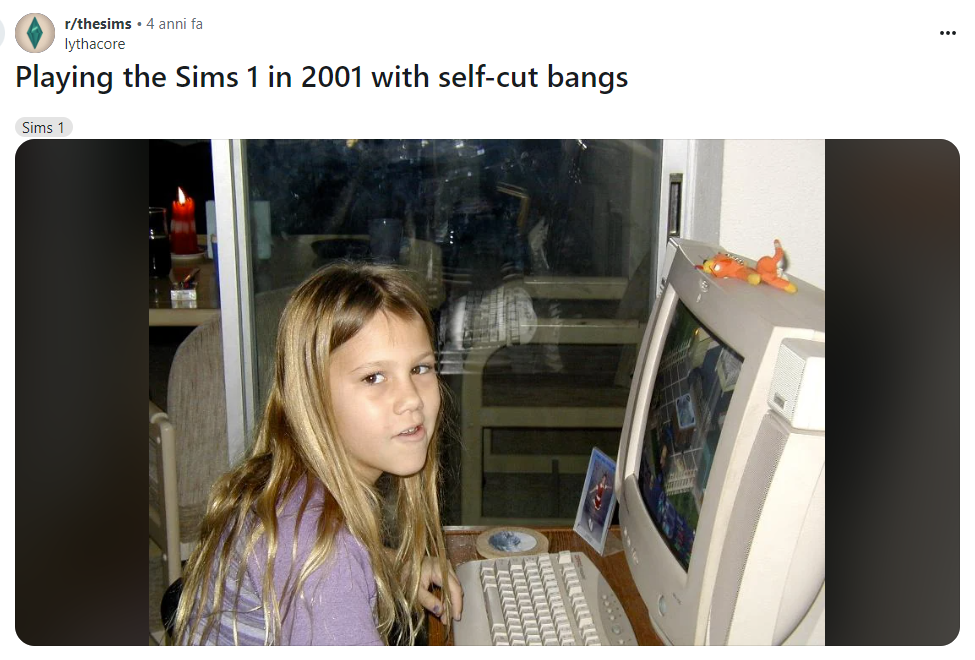 r/thesims • 4 anni fa
lythacore
Playing the Sims 1 in 2001 with self-cut bangs
Sims 1